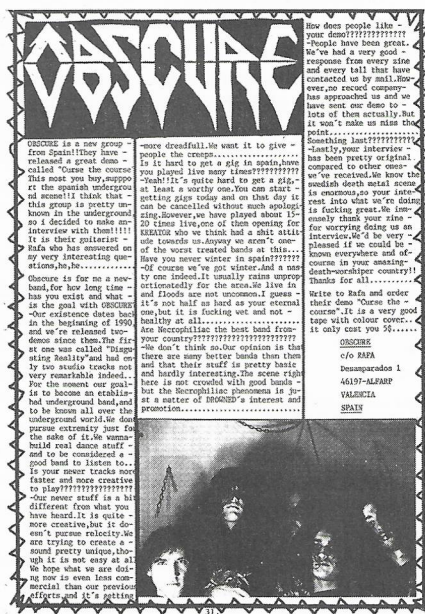 OBSCURE
OBSCURE is a new group
from Spain!!They have -
released a great demo -
called "Curse the course"
This most you buy,supppo
rt the spanish undergrou
nd scene!!I think that -
this group is pretty un-
known in the underground,
so i decided to make an-
interview with them!!!!!
It is their guitarist -
Rafa who has answered on
my very interesting que-
stions,he,he............
Obscure is for me a new-
band,for how long time -
has you exist and what -
is the goal with OBSCURE
-Our existence dates back
in the beginning of 1990,
and we're released two-
demos since them.The fir
st one was called "Disgu
sting Reality"and had on
ly two studio tracks not
very remarkable indeed..
For the moment our goal-
is to become an etablis-
had underground band,and
to be known all over the
underground world.We don
pursue extremity just fo
the sake of it.We wanna-
build real dance stuff -
and to be considered a -
good band to listen to...
Is your newer tracks mor
faster and more creative
to play?????????????????
-Our never stuff is a bi
different from what you
have heard.It is quite -
more creative,but it do-
esn't pursue relocity.We
are trying to create a -
sound pretty unique,tho-
ugh it is not easy at al
We hope what we are doi-
ng now is even less com-
mercial than our previous
efforts and it's getting
-more dreadfull.We want it to give -
people the creeps.................
Is it hard to get a gig in spain,have
you played live many times???????????
-Yeah!!It's quite hard to get a gig,-
at least a worthy one.You can start -
getting gigs today and on that day it
can be cancelled without much apologi-
zing.However,we have played about 15-
20 times live,one of them opening for
KREATOR who we think had a shit attit
ude towards us.Anyway we aren't one-
of the worst treated bands at this...
Have you never winter in spain???????
-Of course we've got winter.And a nas
ty one indeed.It usually rains unprop
ortionatedly for the area.We live in
and floods are not uncommon.I guess -
it's not half as hard as your eternal
one,but it is fucking vet and not -
healthy at all......................
Are Necrophiliac the best band from-
your country????????????????????????
-We don't think so.Our opinion is tha
there are many better bands than them
and that their stuff is pretty basic
and hardly interesting.The scene righ
here is not crowded with good bands -
but the Necrophiliac phenomena is ju-
st a matter of DROWNED's interest and
promotion............................
How does people like -
your demo?????????????
-People have been great.
We've had a very good -
response from every zine
and every tall that have
contacted us by mail.How
ever,no record company-
has approached us and we
have sent our demo to -
lots of them actually.But
it won't make us miss the
point..................
Something last??????????
-Lastly,your interview -
has been pretty original
compared to other ones-
we've received.We know the
swedish death metal scene
is enormous,so your inte-
rest into what we're doing
is fucking great.We imm-
ensely thank your zine -
for worrying doing us an
interview.We'd be very -
pleased if we could be -
known everywhere and of-
course in your amazing-
death-worshiper country!!
Thanks for all..........
Write to Rafa and order
their demo "Curse the -
course".It is a very good
tape with colour cover..
it only cost you 5$.....
OBSCURE
c/o RAFA
Desamparados 1
46197-ALFARP
VALENCIA
SPAIN
31.